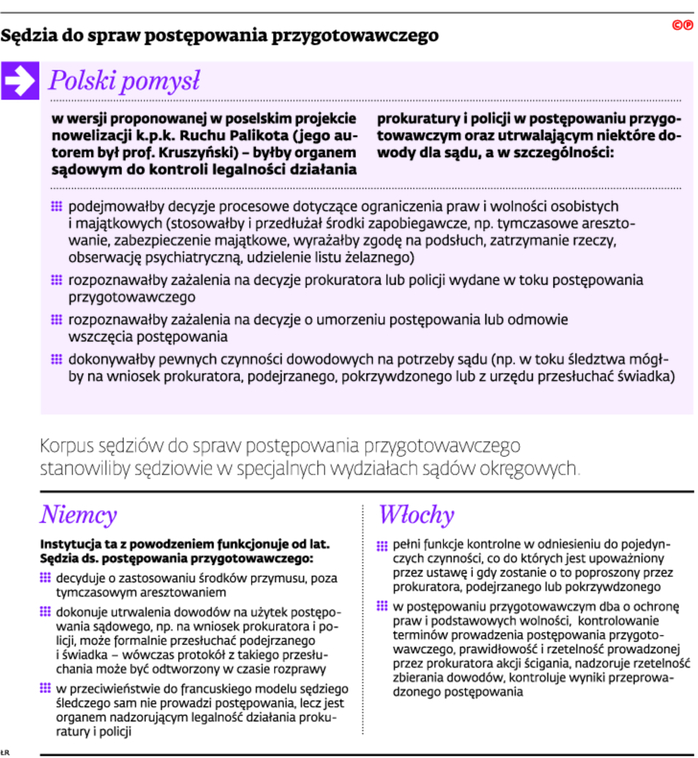 ©℗
Sędzia do spraw postępowania przygotowawczego
Polski pomysł
w wersji proponowanej w poselskim projekcie
nowelizacji k.p.k. Ruchu Palikota (jego au-
torem był prof. Kruszyński) – byłby organem
sądowym do kontroli legalności działania
prokuratury i policji w postępowaniu przygo-
towawczym oraz utrwalającym niektóre do-
wody dla sądu, a w szczególności:
podejmowałby decyzje procesowe dotyczące ograniczenia praw i wolności osobistych
i majątkowych (stosowałby i przedłużał środki zapobiegawcze, np. tymczasowe areszto-
wanie, zabezpieczenie majątkowe, wyrażałby zgodę na podsłuch, zatrzymanie rzeczy,
obserwację psychiatryczną, udzielenie listu żelaznego)
rozpoznawałby zażalenia na decyzje prokuratora lub policji wydane w toku postępowania
przygotowawczego
rozpoznawałby zażalenia na decyzje o umorzeniu postępowania lub odmowie
wszczęcia postępowania
dokonywałby pewnych czynności dowodowych na potrzeby sądu (np. w toku śledztwa mógł-
by na wniosek prokuratora, podejrzanego, pokrzywdzonego lub z urzędu przesłuchać świadka)
Korpus sędziów do spraw postępowania przygotowawczego
stanowiliby sędziowie w specjalnych wydziałach sądów okręgowych.
Niemcy
Instytucja ta z powodzeniem funkcjonuje od lat.
Sędzia ds. postępowania przygotowawczego:
decyduje o zastosowaniu środków przymusu, poza
tymczasowym aresztowaniem
dokonuje utrwalenia dowodów na użytek postępo-
wania sądowego, np. na wniosek prokuratora i po-
licji, może formalnie przesłuchać podejrzanego
i świadka – wówczas protokół z takiego przesłu-
chania może być odtworzony w czasie rozprawy
w przeciwieństwie do francuskiego modelu sędziego
śledczego sam nie prowadzi postępowania, lecz jest
organem nadzorującym legalność działania proku-
ratury i policji
Włochy
pełni funkcje kontrolne w odniesieniu do pojedyn-
czych czynności, co do których jest upoważniony
przez ustawę i gdy zostanie o to poproszony przez
prokuratora, podejrzanego lub pokrzywdzonego
w postępowaniu przygotowawczym dba o ochronę
praw i podstawowych wolności, kontrolowanie
terminów prowadzenia postępowania przygoto-
wawczego, prawidłowość i rzetelność prowadzonej
przez prokuratora akcji ścigania, nadzoruje rzetelność
zbierania dowodów, kontroluje wyniki przeprowa-
dzonego postępowania
ŁR